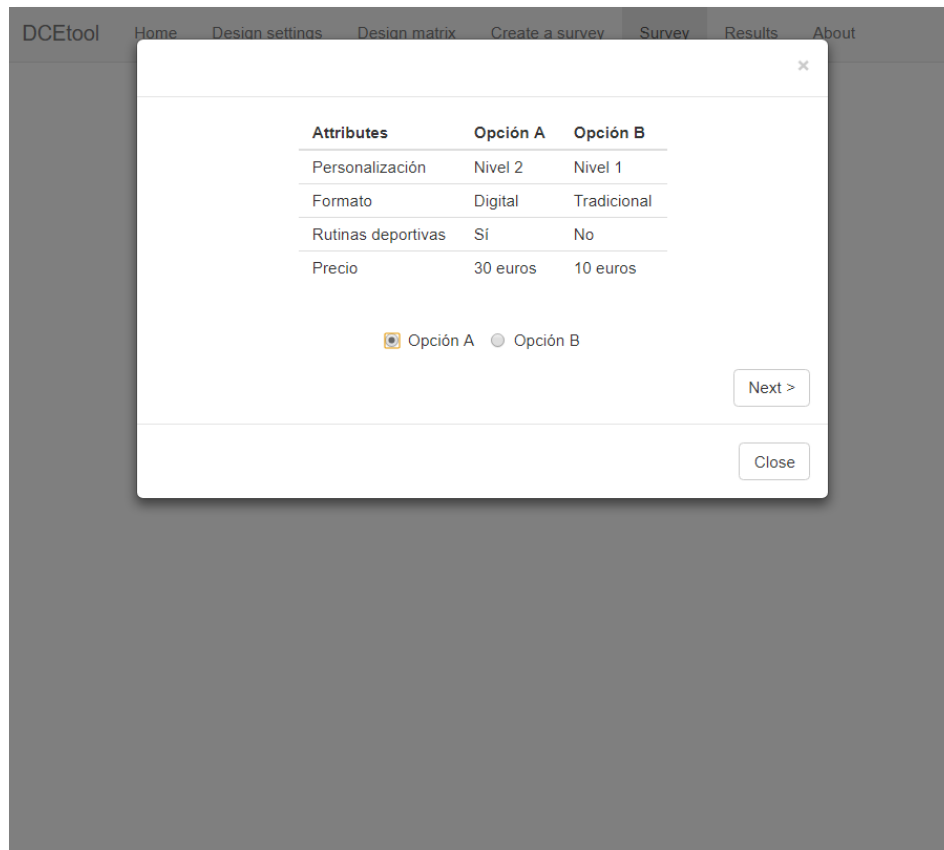 DCEtool Home Design settings Design matrix Create a survey Survey Results About
×
Attributes Opción A Opción B
Personalización Nivel 2 Nivel 1
Formato Digital Tradicional
Rutinas deportivas Sí No
Precio 30 euros 10 euros
Opción A Opción B
Next >
Close